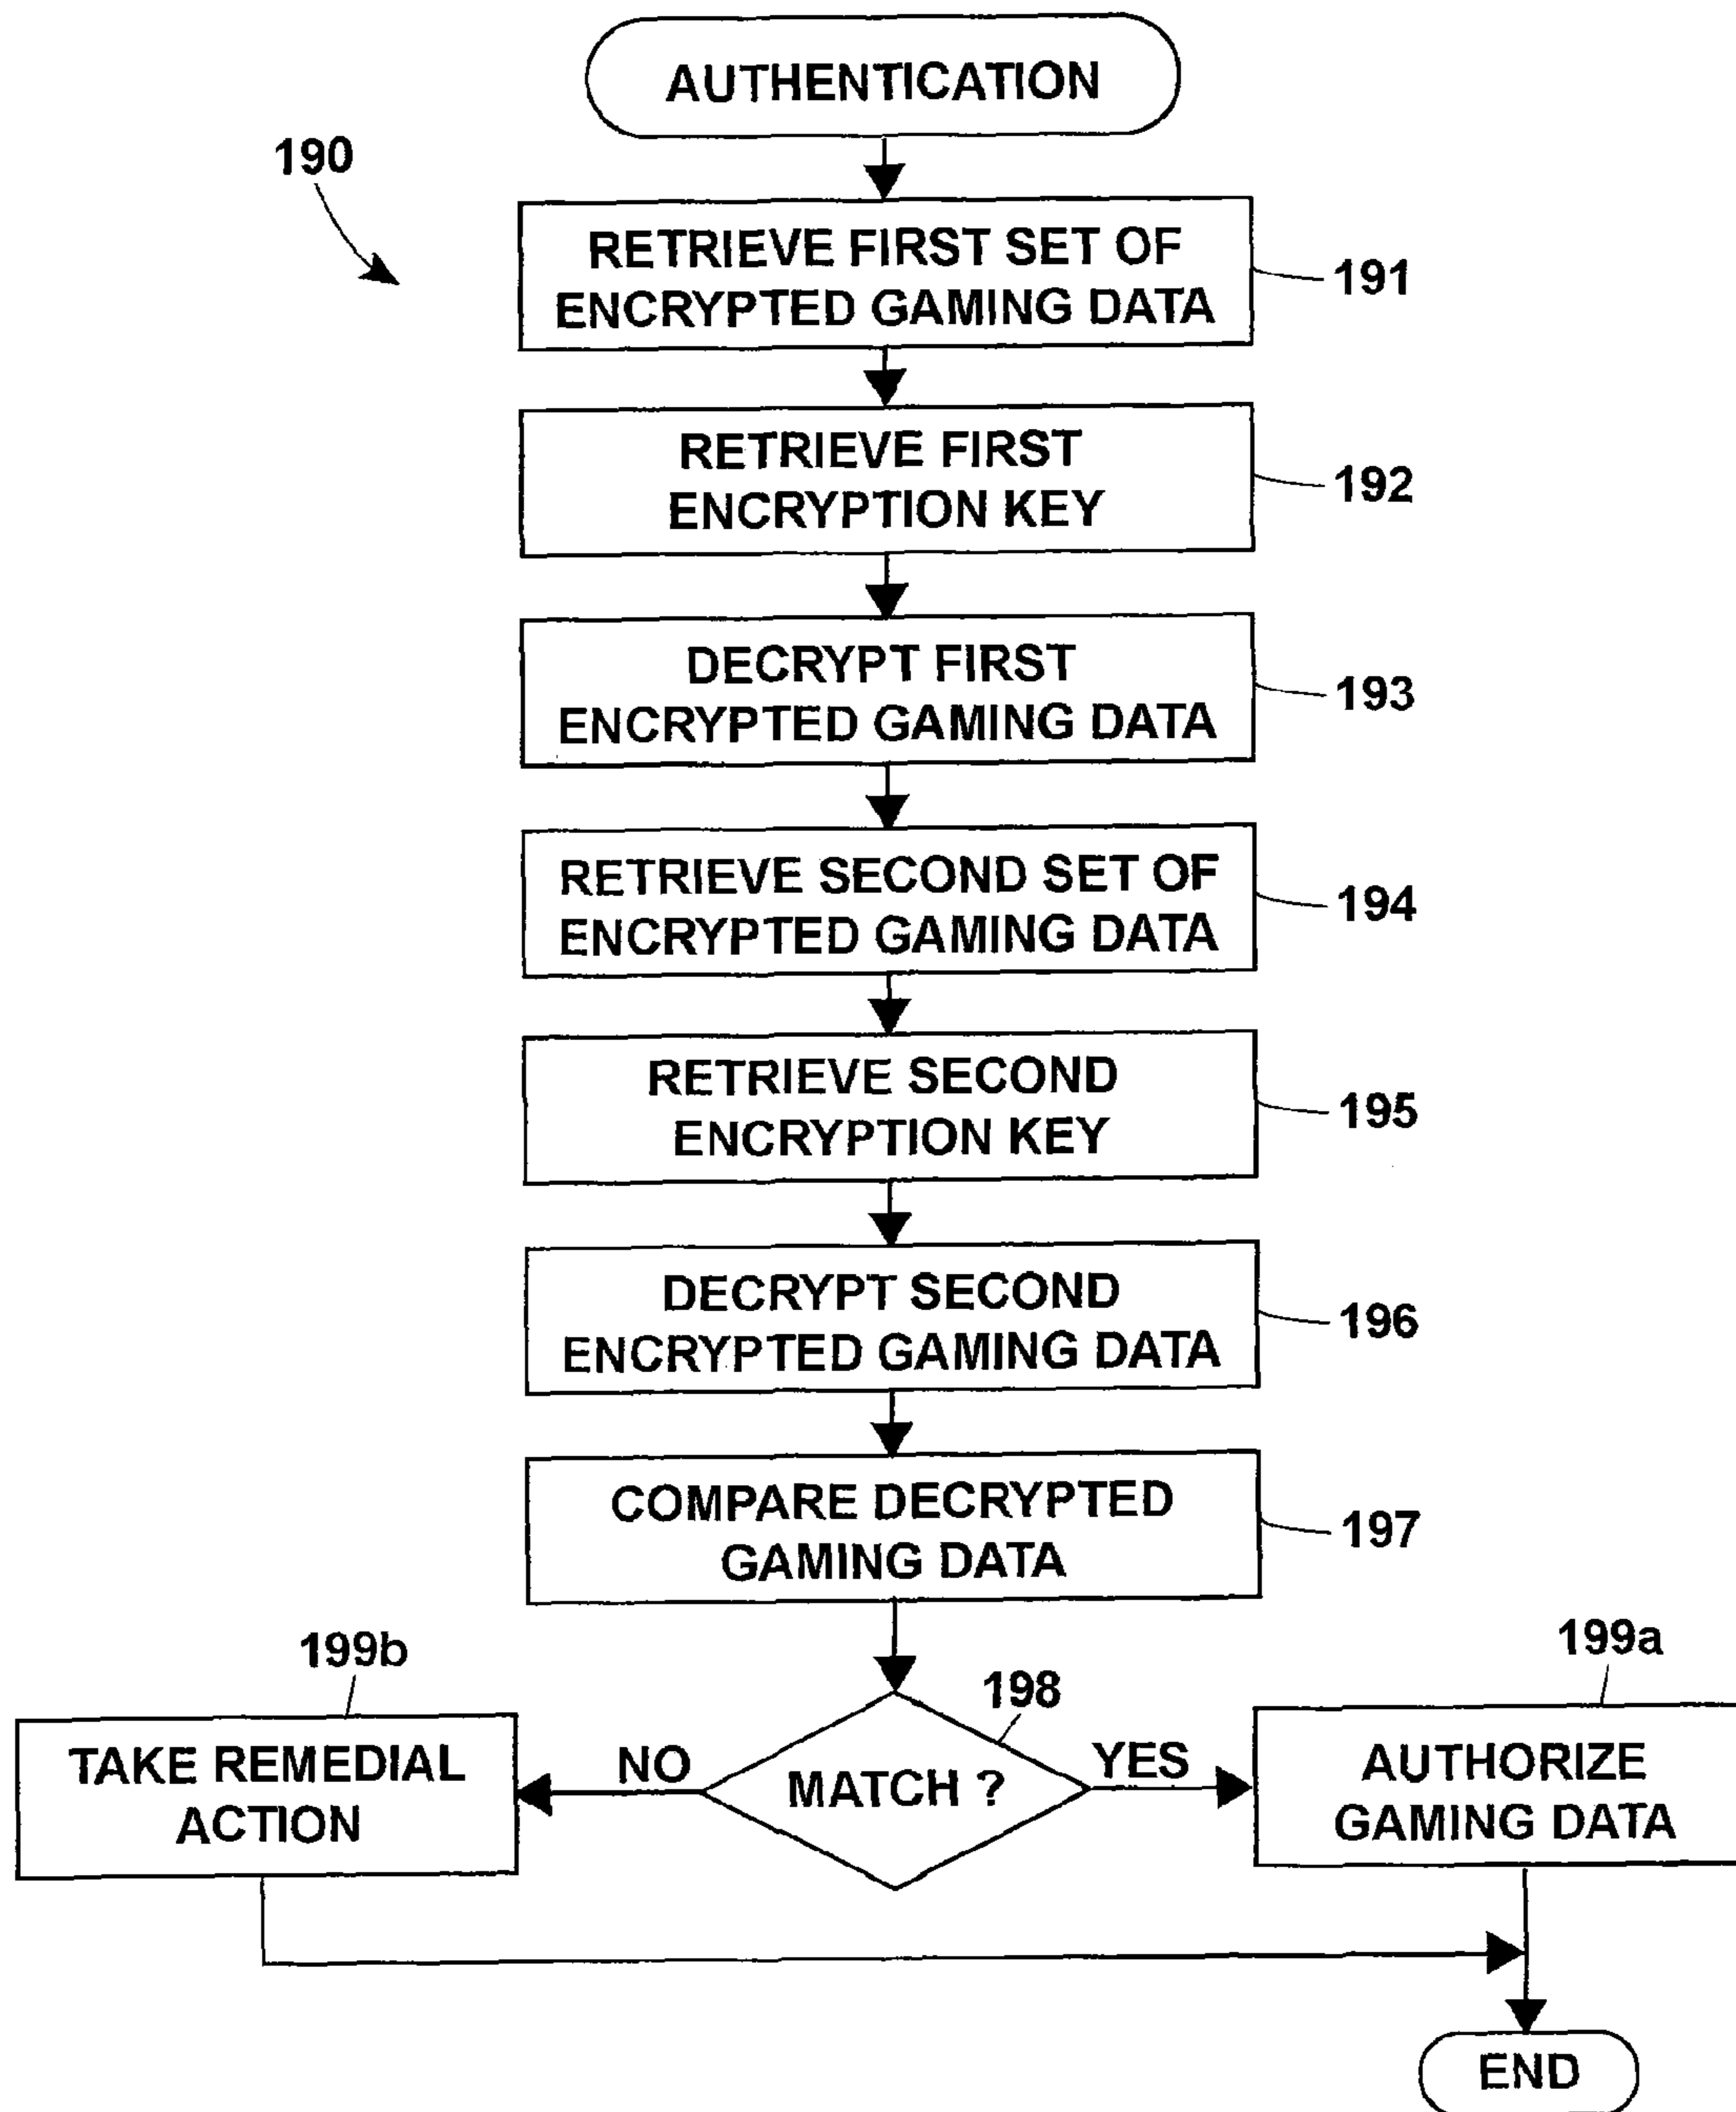 AUTHENTICATION
190
RETRIEVE FIRST SET OF
ENCRYPTED GAMING DATA
191
RETRIEVE FIRST
ENCRYPTION KEY
192
DECRYPT FIRST
ENCRYPTED GAMING DATA
193
RETRIEVE SECOND SET OF
ENCRYPTED GAMING DATA
194
RETRIEVE SECOND
ENCRYPTION KEY
195
DECRYPT SECOND
ENCRYPTED GAMING DATA
196
COMPARE DECRYPTED
GAMING DATA
197
199b
TAKE REMEDIAL
ACTION
NO
198
MATCH ?
YES
199a
AUTHORIZE
GAMING DATA
END